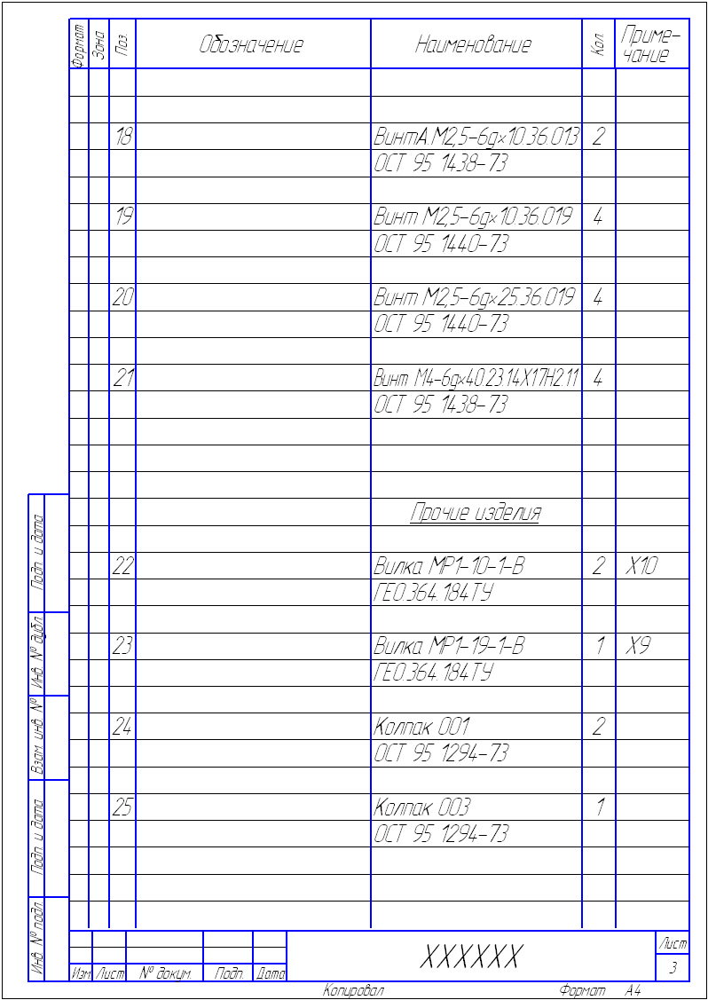 Формат Зона Поз. Обозначение Наименование Кол. Приме-
чание
18 ВинтА.М2,5-6gх10.36.013 2
ОСТ 95 1438-73
19 Винт М2,5-6gх10.36.019 4
ОСТ 95 1440-73
20 Винт М2,5-6gх25.36.019 4
ОСТ 95 1440-73
21 Винт М4-6gх40.23.14Х17Н2.11 4
ОСТ 95 1438-73
Прочие изделия
22 Вилка МР1-10-1-В 2 Х10
ГЕО.364.184ТУ
23 Вилка МР1-19-1-В 1 Х9
ГЕО.364.184ТУ
24 Колпак 001 2
ОСТ 95 1294-73
25 Колпак 003 1
ОСТ 95 1294-73
Подп. и дата
Инв. № дубл.
Взам. инв. №
Подп. и дата
Инв. № подл.
Изм. Лист № докум. Подп. Дата
XXXXXX
Лист
3
Копировал Формат А4